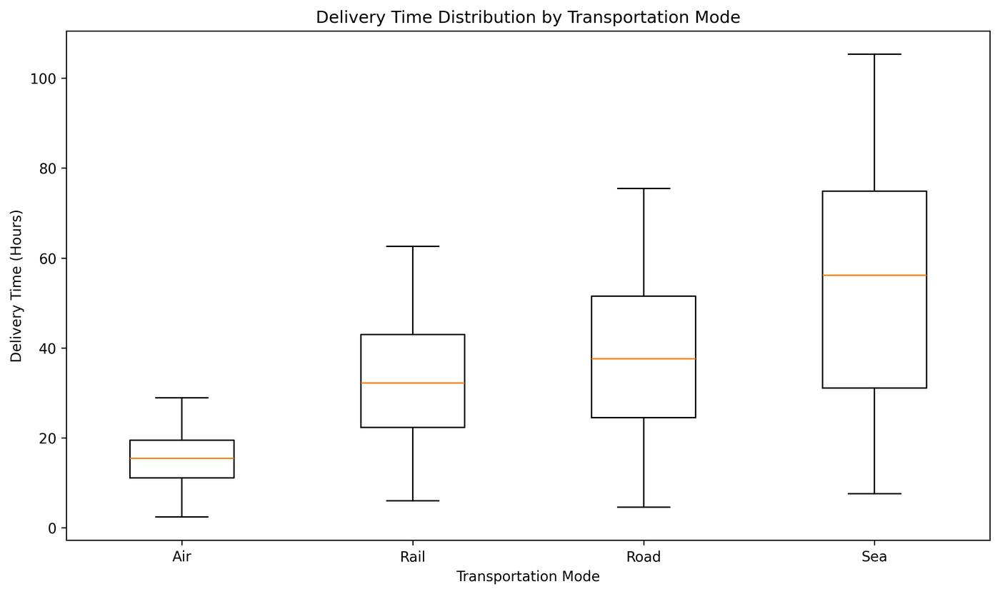 Delivery Time Distribution by Transportation Mode
Delivery Time (Hours)
100
80
60
40
20
0
Air
Rail
Road
Sea
Transportation Mode